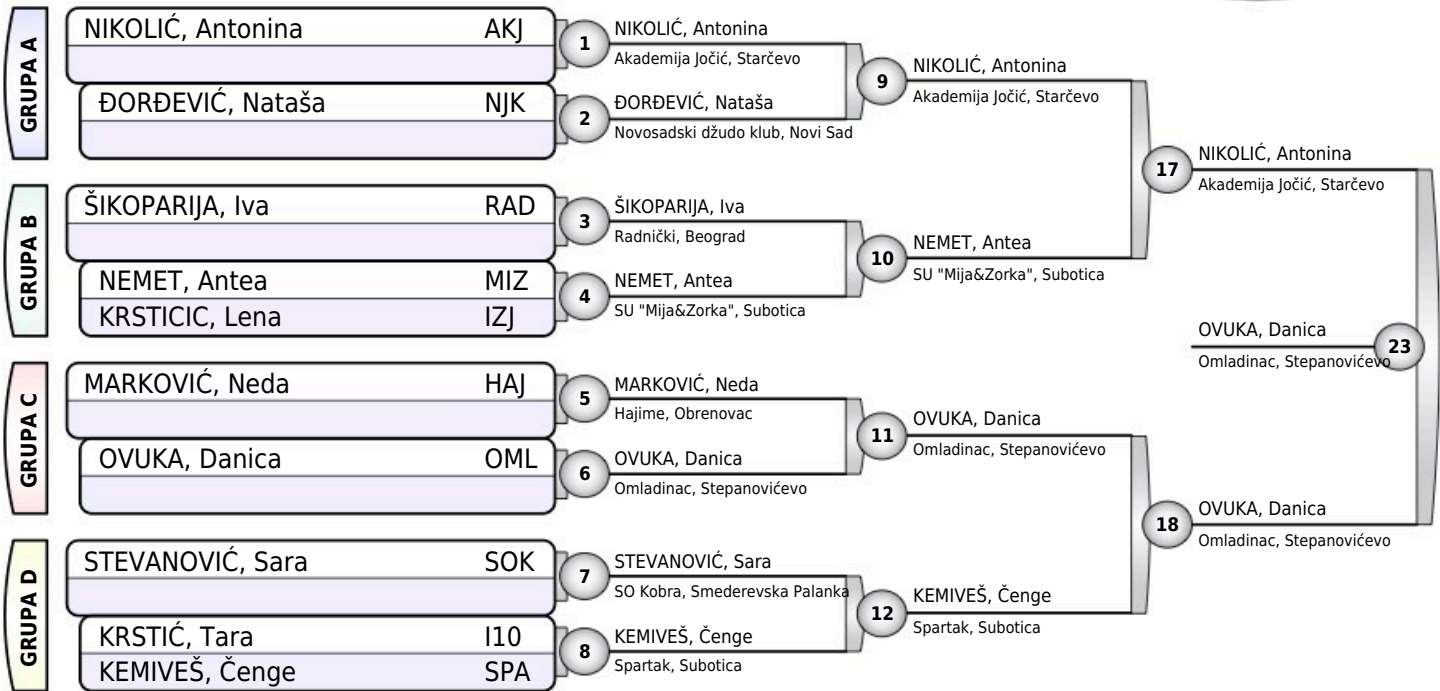 GRUPA A
NIKOLIĆ, Antonina AKJ
ĐORĐEVIĆ, Nataša NJK
1
NIKOLIĆ, Antonina
Akademija Jočić, Starčevo
2
ĐORĐEVIĆ, Nataša
Novosadski džudo klub, Novi Sad
9
NIKOLIĆ, Antonina
Akademija Jočić, Starčevo
GRUPA B
ŠIKOPARIJA, Iva RAD
NEMET, Antea MIZ
KRSTICIC, Lena IZJ
3
ŠIKOPARIJA, Iva
Radnički, Beograd
4
NEMET, Antea
SU "Mija&Zorka", Subotica
10
NEMET, Antea
SU "Mija&Zorka", Subotica
17
NIKOLIĆ, Antonina
Akademija Jočić, Starčevo
GRUPA C
MARKOVIĆ, Neda HAJ
OVUKA, Danica OML
5
MARKOVIĆ, Neda
Hajime, Obrenovac
6
OVUKA, Danica
Omladinac, Stepanovićevo
11
OVUKA, Danica
Omladinac, Stepanovićevo
GRUPA D
STEVANOVIĆ, Sara SOK
KRSTIĆ, Tara I10
KEMIVEŠ, Čenge SPA
7
STEVANOVIĆ, Sara
SO Kobra, Smederevska Palanka
8
KEMIVEŠ, Čenge
Spartak, Subotica
12
KEMIVEŠ, Čenge
Spartak, Subotica
18
OVUKA, Danica
Omladinac, Stepanovićevo
OVUKA, Danica
Omladinac, Stepanovićevo
23